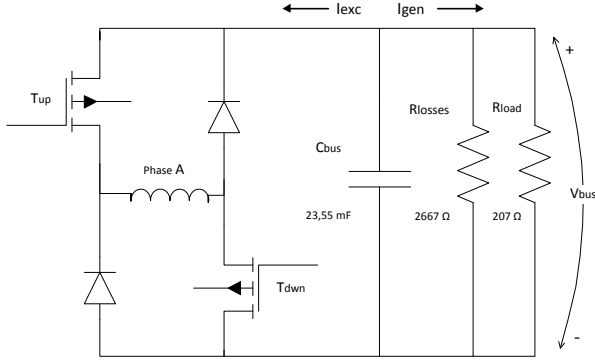 Iexc Igen
+
Tup
Rlosses
Rload
Cbus
Phase A
Vbus
23,55 mF
2667 Ω
207 Ω
Tdwn
-